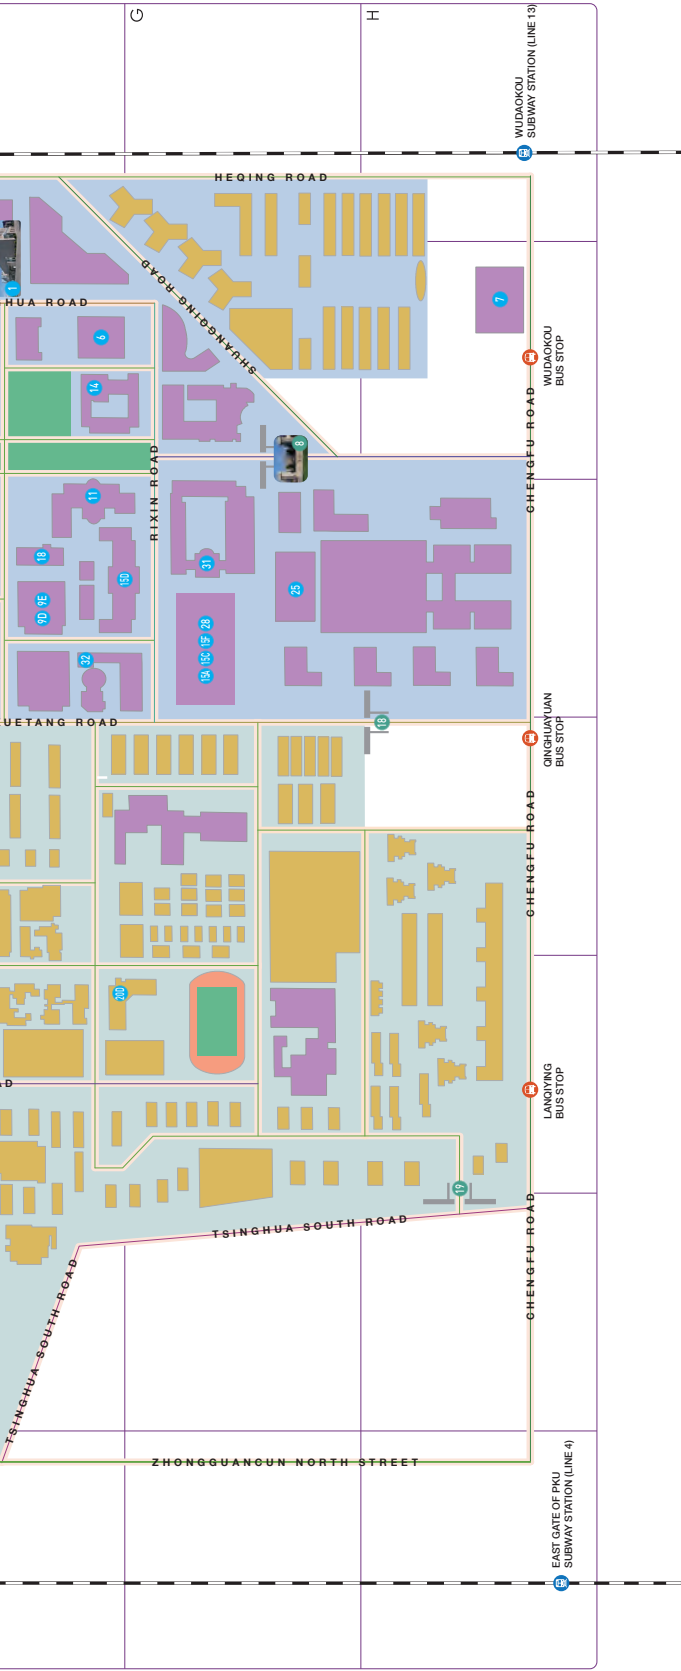 G
H
WUDAOKOU
SUBWAY STATION (LINE 13)
HEQING ROAD
1
HUA ROAD
SHUANGQING ROAD
6
7
14
WUDAOKOU
BUS STOP
CHENGFU ROAD
8
RIXIN ROAD
11
18
15D
31
9D
9E
25
28
15F
15C
15A
32
UETANG ROAD
18
QINGHUAYUAN
BUS STOP
CHENGFU ROAD
20D
AD
LANQIYING
BUS STOP
19
TSINGHUA SOUTH ROAD
CHENGFU ROAD
TSINGHUA SOUTH ROAD
ZHONGGUANCUN NORTH STREET
EAST GATE OF PKU
SUBWAY STATION (LINE 4)